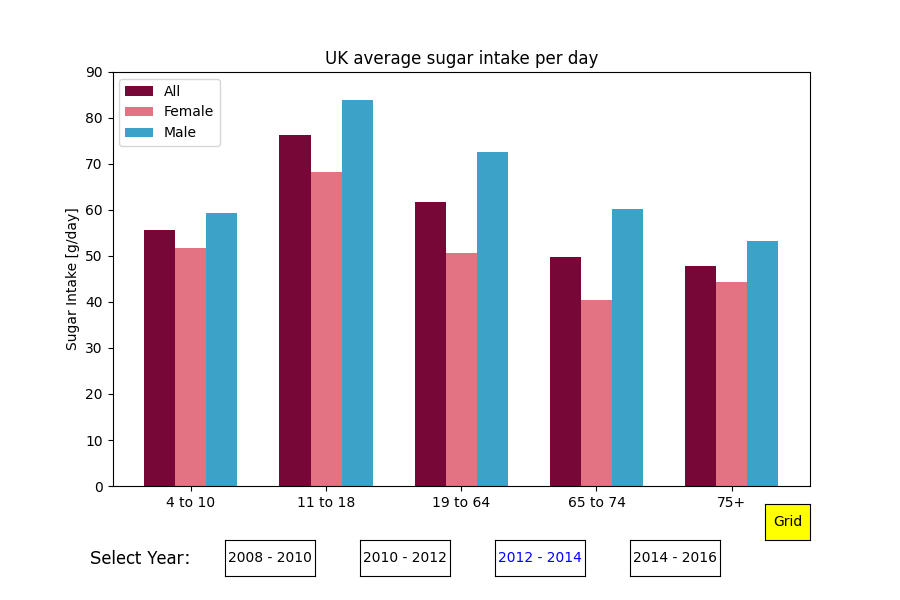 UK average sugar intake per day
90
80
70
60
50
40
30
20
10
0
Sugar Intake [g/day]
All
Female
Male
4 to 10 11 to 18 19 to 64 65 to 74 75+
Grid
Select Year: 2008 - 2010 2010 - 2012 2012 - 2014 2014 - 2016